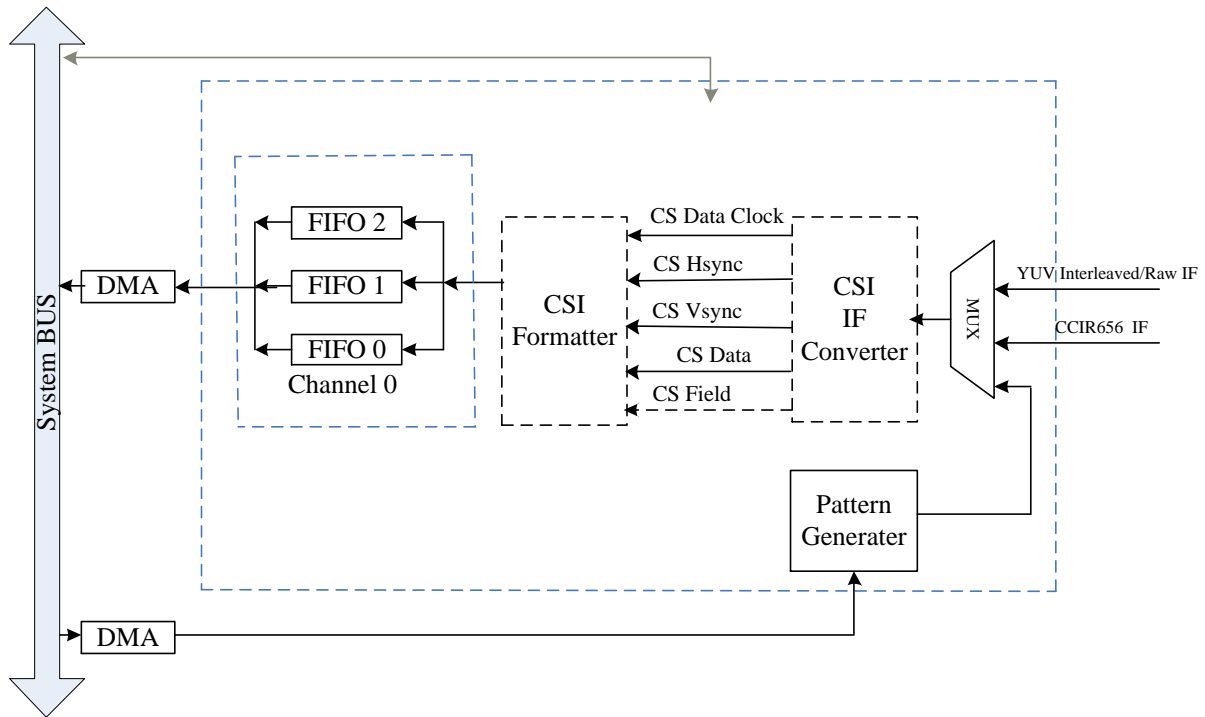 System BUS
DMA
FIFO 2
FIFO 1
FIFO 0
Channel 0
CSI
Formatter
CS Data Clock
CS Hsync
CS Vsync
CS Data
CS Field
CSI
IF
Converter
MUX
YUV Interleaved/Raw IF
CCIR656 IF
Pattern
Generater
DMA